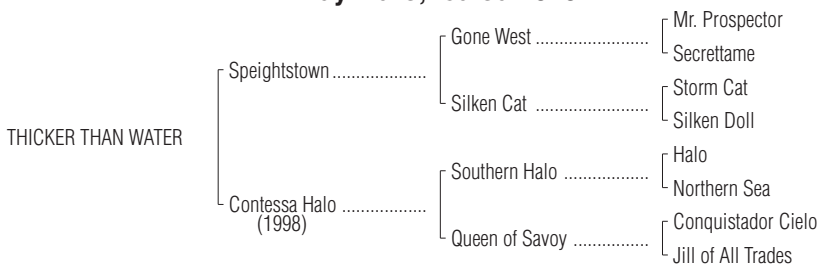 Mr. Prospector
Gone West ........................
Secrettame
Speightstown ....................
Storm Cat
Silken Cat ........................
Silken Doll
THICKER THAN WATER
Halo
Southern Halo ..................
Northern Sea
Contessa Halo ..................
(1998)
Conquistador Cielo
Queen of Savoy ................
Jill of All Trades